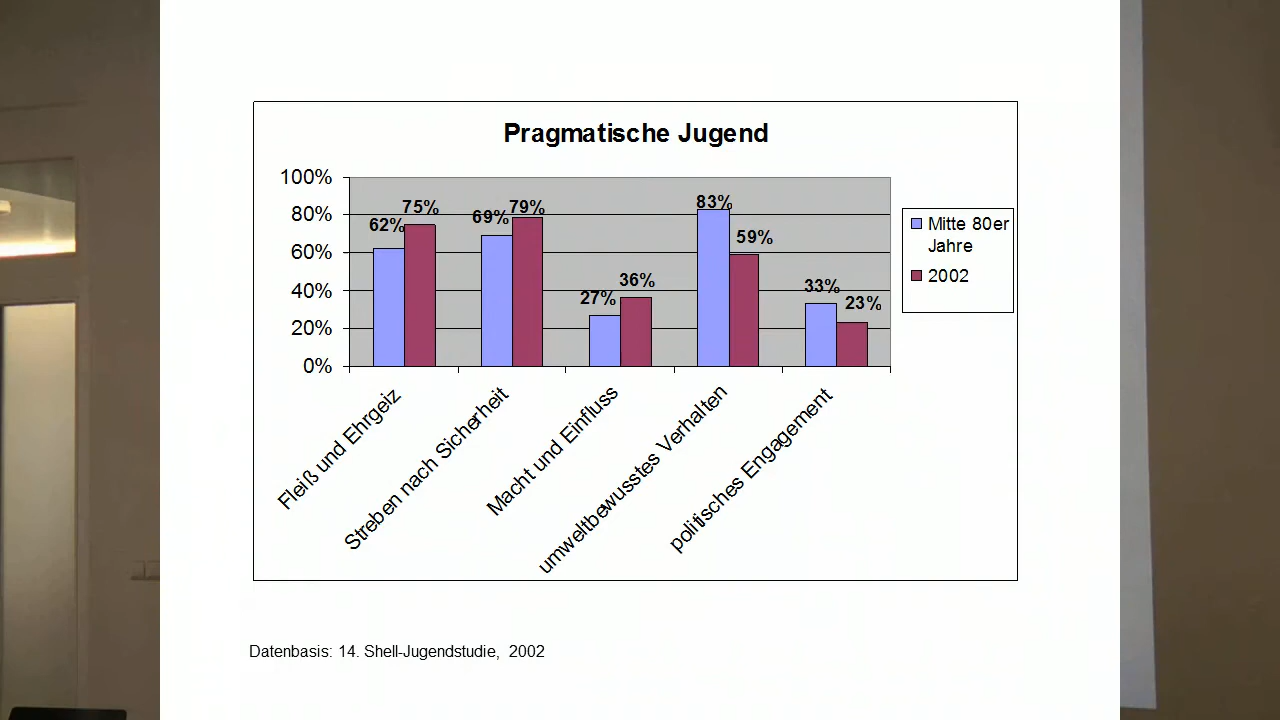 Pragmatische Jugend
100%
80%
60%
40%
20%
0%
62%
75%
69%
79%
27%
36%
83%
59%
33%
23%
Fleiß und Ehrgeiz
Streben nach Sicherheit
Macht und Einfluss
umweltbewusstes Verhalten
politisches Engagement
Mitte 80er
Jahre
2002
Datenbasis: 14. Shell-Jugendstudie, 2002